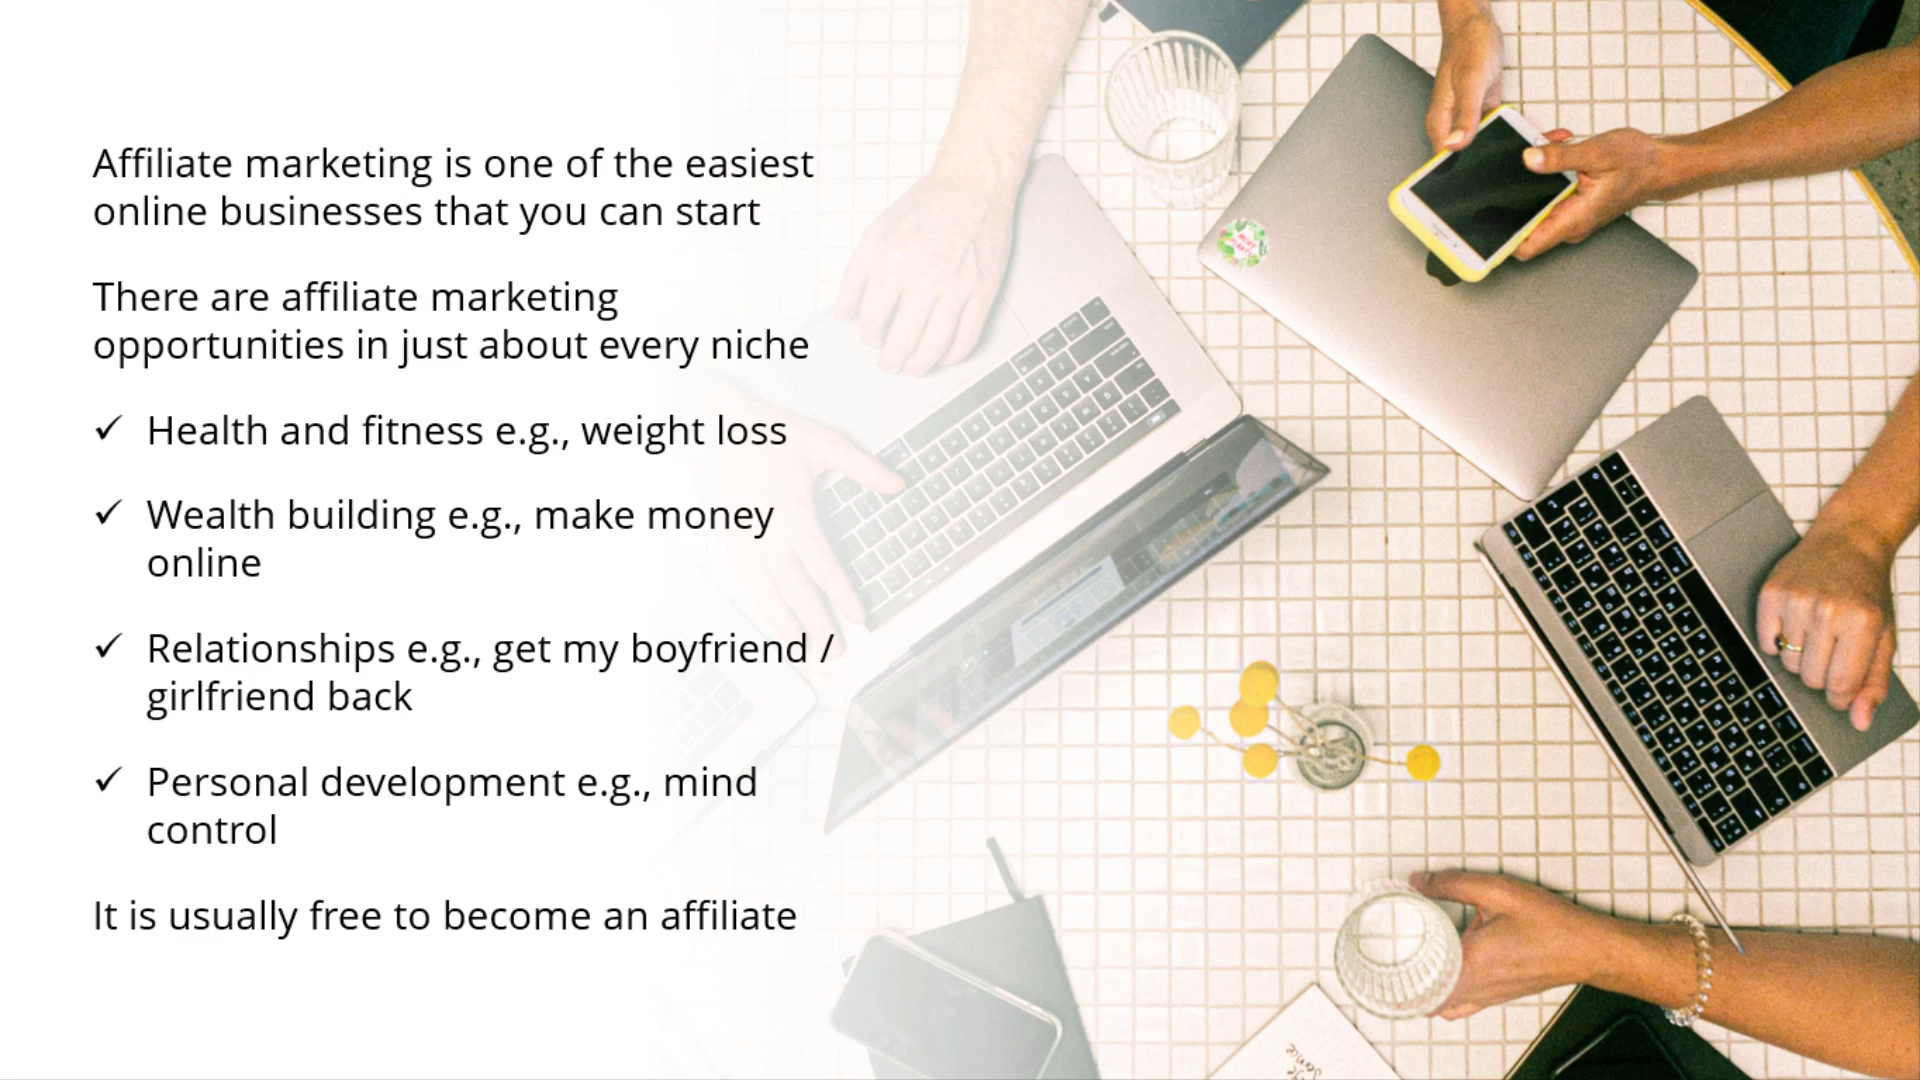 Affiliate marketing is one of the easiest
online businesses that you can start
There are affiliate marketing
opportunities in just about every niche
✓ Health and fitness e.g., weight loss
✓ Wealth building e.g., make money
online
✓ Relationships e.g., get my boyfriend /
girlfriend back
✓ Personal development e.g., mind
control
It is usually free to become an affiliate